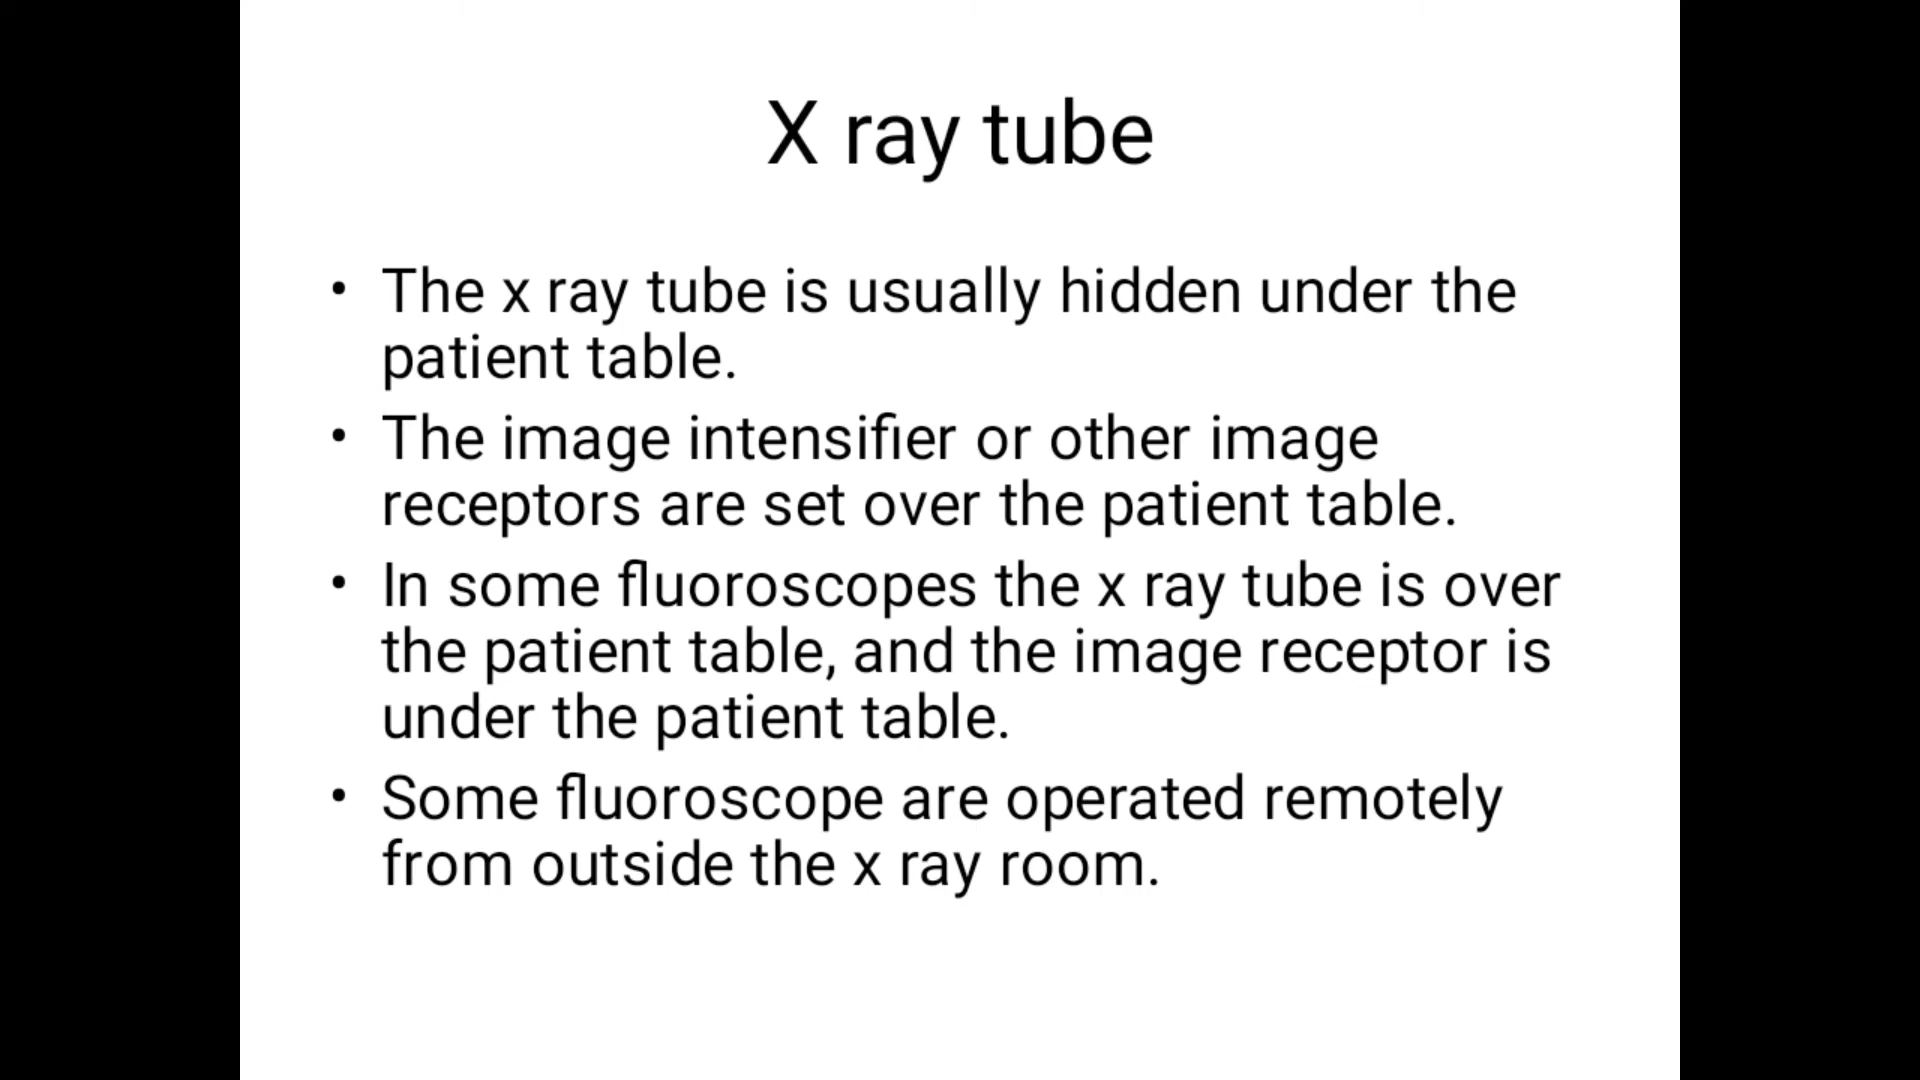 X ray tube
• The x ray tube is usually hidden under the
patient table.
• The image intensifier or other image
receptors are set over the patient table.
• In some fluoroscopes the x ray tube is over
the patient table, and the image receptor is
under the patient table.
• Some fluoroscope are operated remotely
from outside the x ray room.